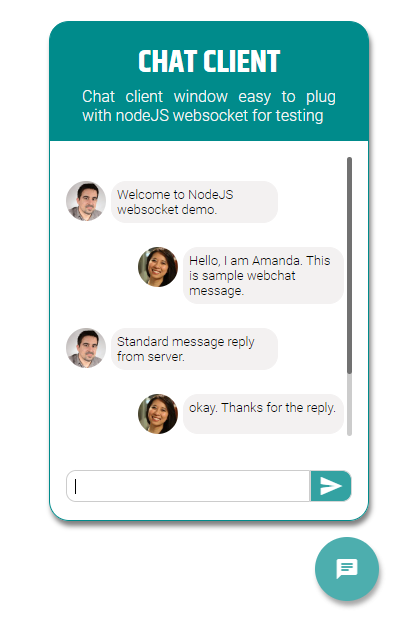 CHAT CLIENT
Chat client window easy to plug
with nodeJS websocket for testing
Welcome to NodeJS
websocket demo.
Hello, I am Amanda. This
is sample webchat
message.
Standard message reply
from server.
okay. Thanks for the reply.